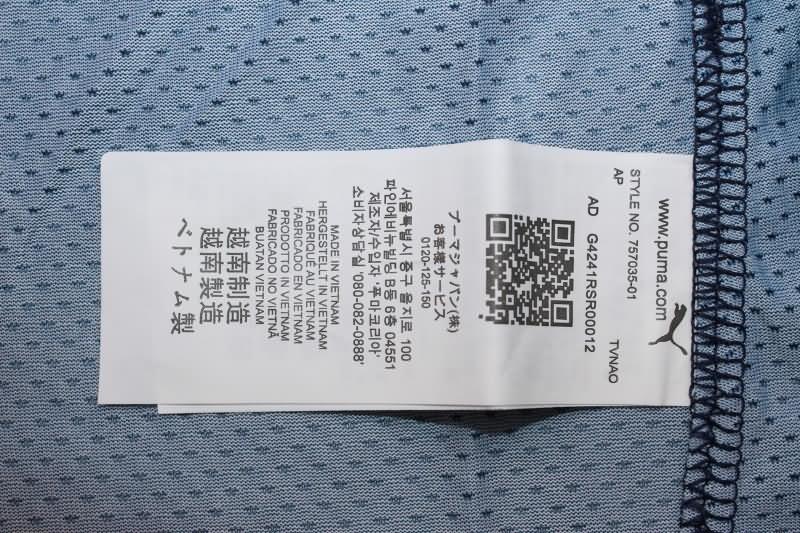 www.puma.com
STYLE NO. 757035-01
AP
TVNAO
AD G4241RSR00012
プーマジャパン(株)
お客様サービス
0120-125-150
서울특별시 중구 을지로 100
파인에비뉴빌딩 B동 6층 04551
제조자/수입자 '푸마코리아'
소비자상담실 '080-082-0888'
MADE IN VIETNAM
HERGESTELLT IN VIETNAM
FABRIQUÉ AU VIETNAM
FABRICADO EN VIETNAM
PRODOTTO IN VIETNAM
FABRICADO NO VIETNÃ
BUATAN VIETNAM
越南制造
越南製造
ベトナム製